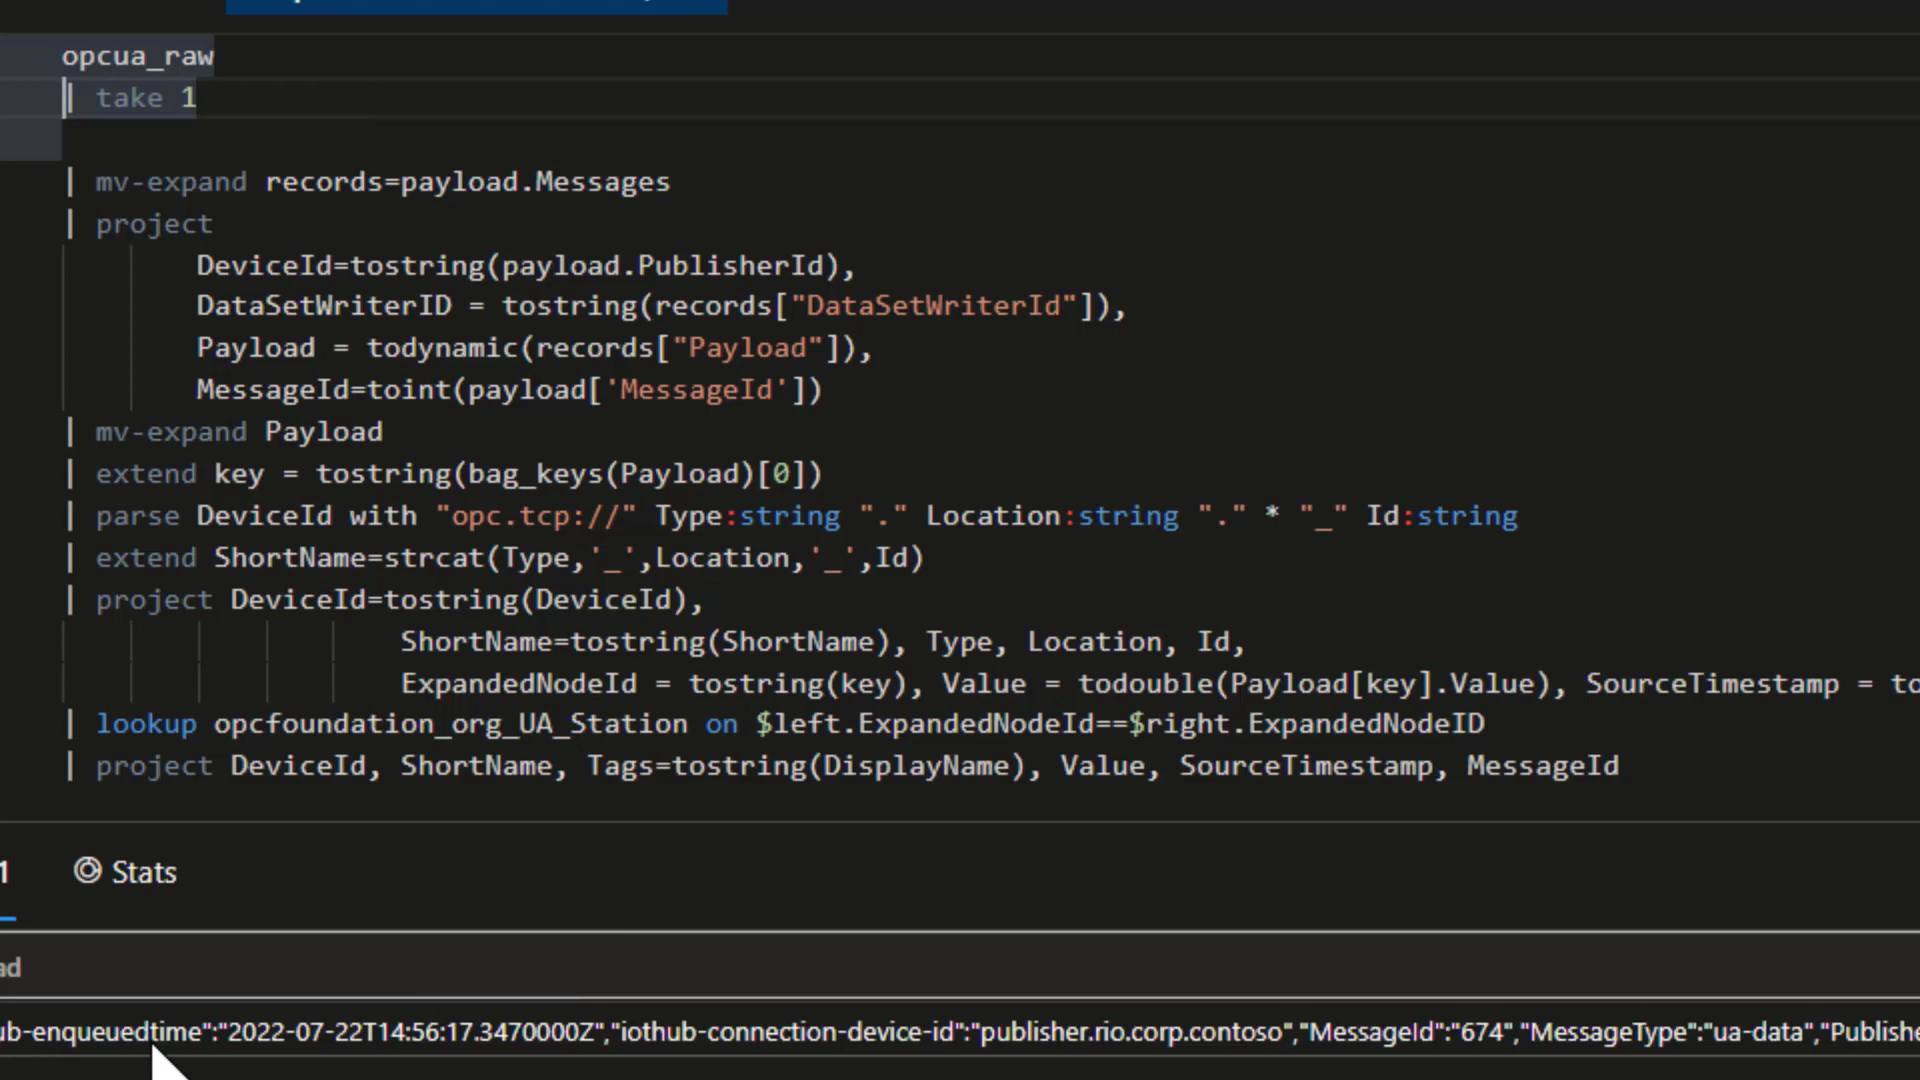 opcua_raw
| take 1
| mv-expand records=payload.Messages
| project
DeviceId=tostring(payload.PublisherId),
DataSetWriterID = tostring(records["DataSetWriterId"]),
Payload = todynamic(records["Payload"]),
MessageId=toint(payload['MessageId'])
| mv-expand Payload
| extend key = tostring(bag_keys(Payload)[0])
| parse DeviceId with "opc.tcp://" Type:string "." Location:string "." * "_" Id:string
| extend ShortName=strcat(Type,'_',Location,'_',Id)
| project DeviceId=tostring(DeviceId),
ShortName=tostring(ShortName), Type, Location, Id,
ExpandedNodeId = tostring(key), Value = todouble(Payload[key].Value), SourceTimestamp = to
| lookup opcfoundation_org_UA_Station on $left.ExpandedNodeId==$right.ExpandedNodeID
| project DeviceId, ShortName, Tags=tostring(DisplayName), Value, SourceTimestamp, MessageId
1 Stats
ad
ub-enqueuedtime":"2022-07-22T14:56:17.3470000Z","iothub-connection-device-id":"publisher.rio.corp.contoso","MessageId":"674","MessageType":"ua-data","Publishe